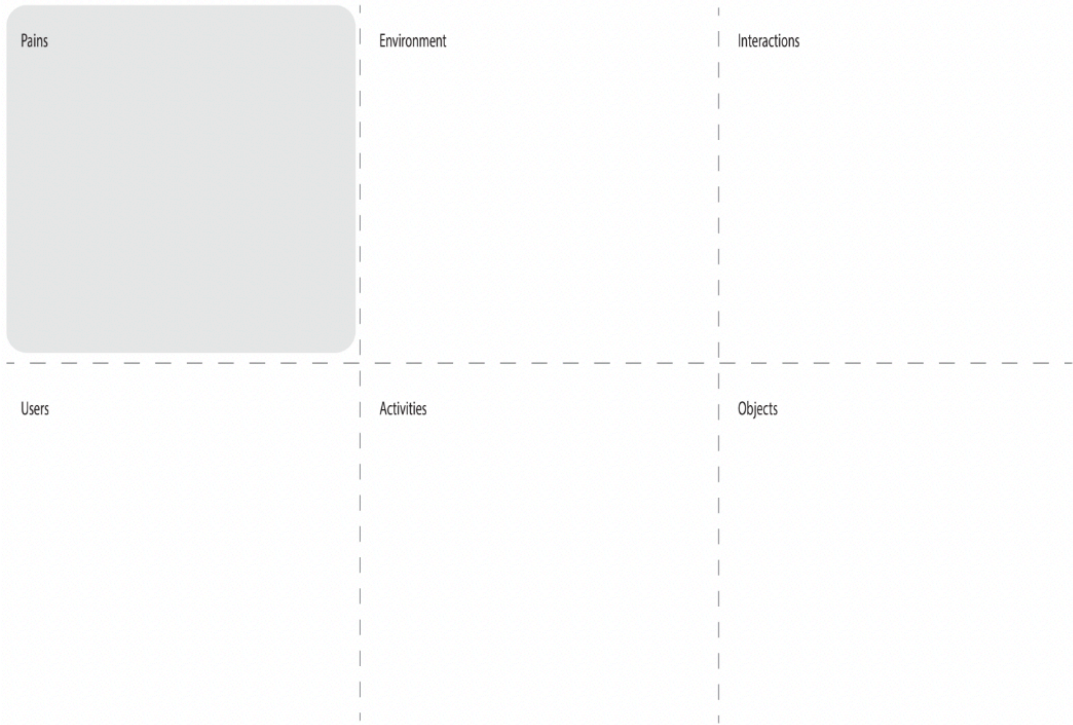 Pains
Environment
Interactions
Users
Activities
Objects